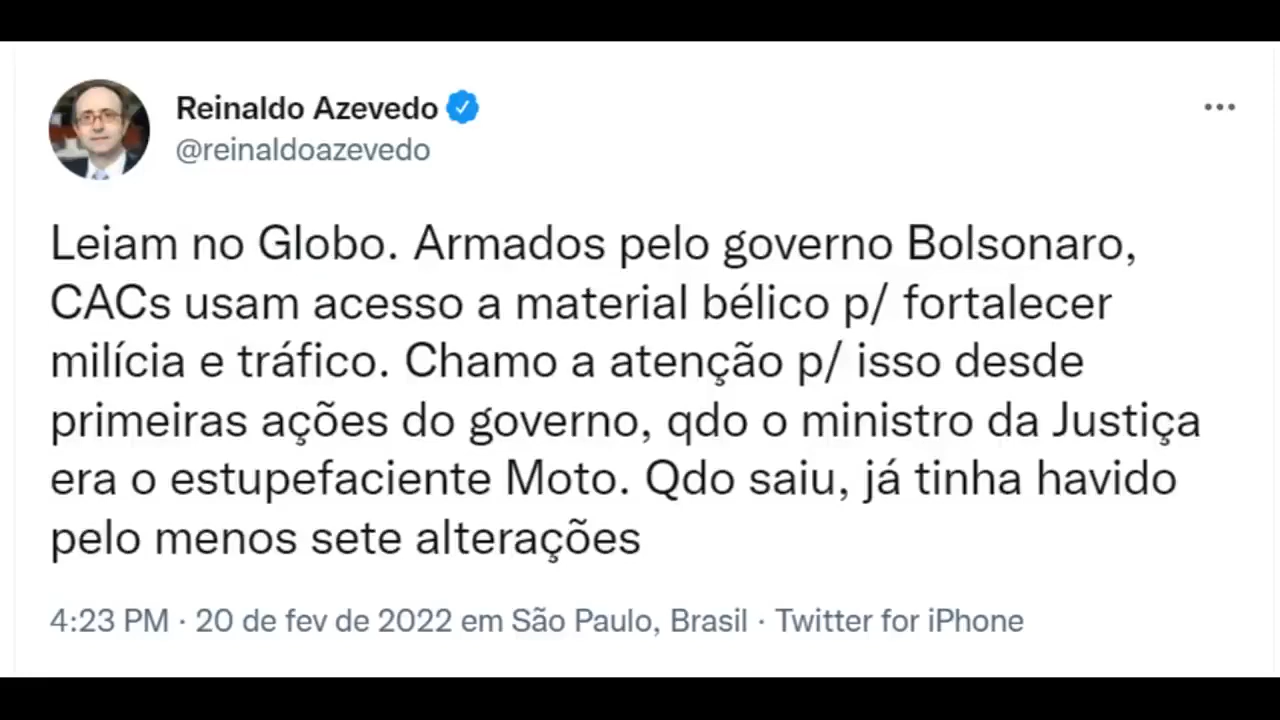 Reinaldo Azevedo
@reinaldoazevedo
Leiam no Globo. Armados pelo governo Bolsonaro,
CACs usam acesso a material bélico p/ fortalecer
milícia e tráfico. Chamo a atenção p/ isso desde
primeiras ações do governo, qdo o ministro da Justiça
era o estupefaciente Moto. Qdo saiu, já tinha havido
pelo menos sete alterações
4:23 PM · 20 de fev de 2022 em São Paulo, Brasil · Twitter for iPhone